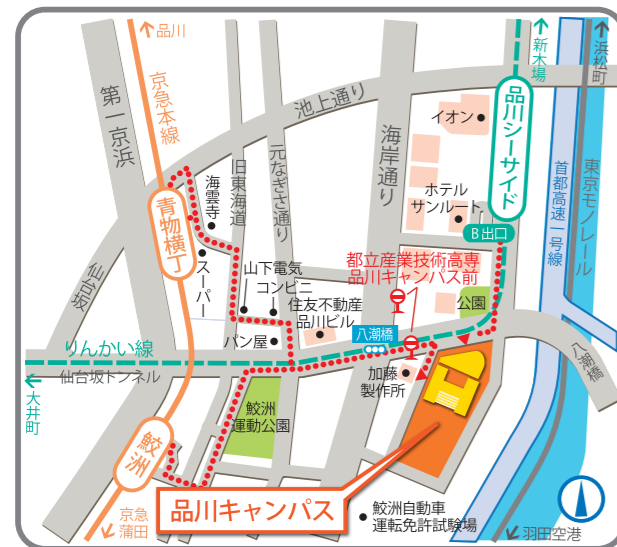 ↑品川
京急本線
第一京浜
池上通り
元なぎさ通り
旧東海道
海雲寺
海岸通り
イオン
↑新木場
品川シーサイド
↑浜松町
首都高速一号線
東京モノレール
ホテル
サンルート
B出口
青物横丁
スーパー
仙台坂
山下電気
コンビニ
住友不動産
品川ビル
都立産業技術高専
品川キャンパス前
公園
八潮橋
パン屋
りんかい線
仙台坂トンネル
←大井町
加藤
製作所
八潮橋
鮫洲
運動公園
鮫洲
品川キャンパス
京急
蒲田
鮫洲自動車
運転免許試験場
羽田空港